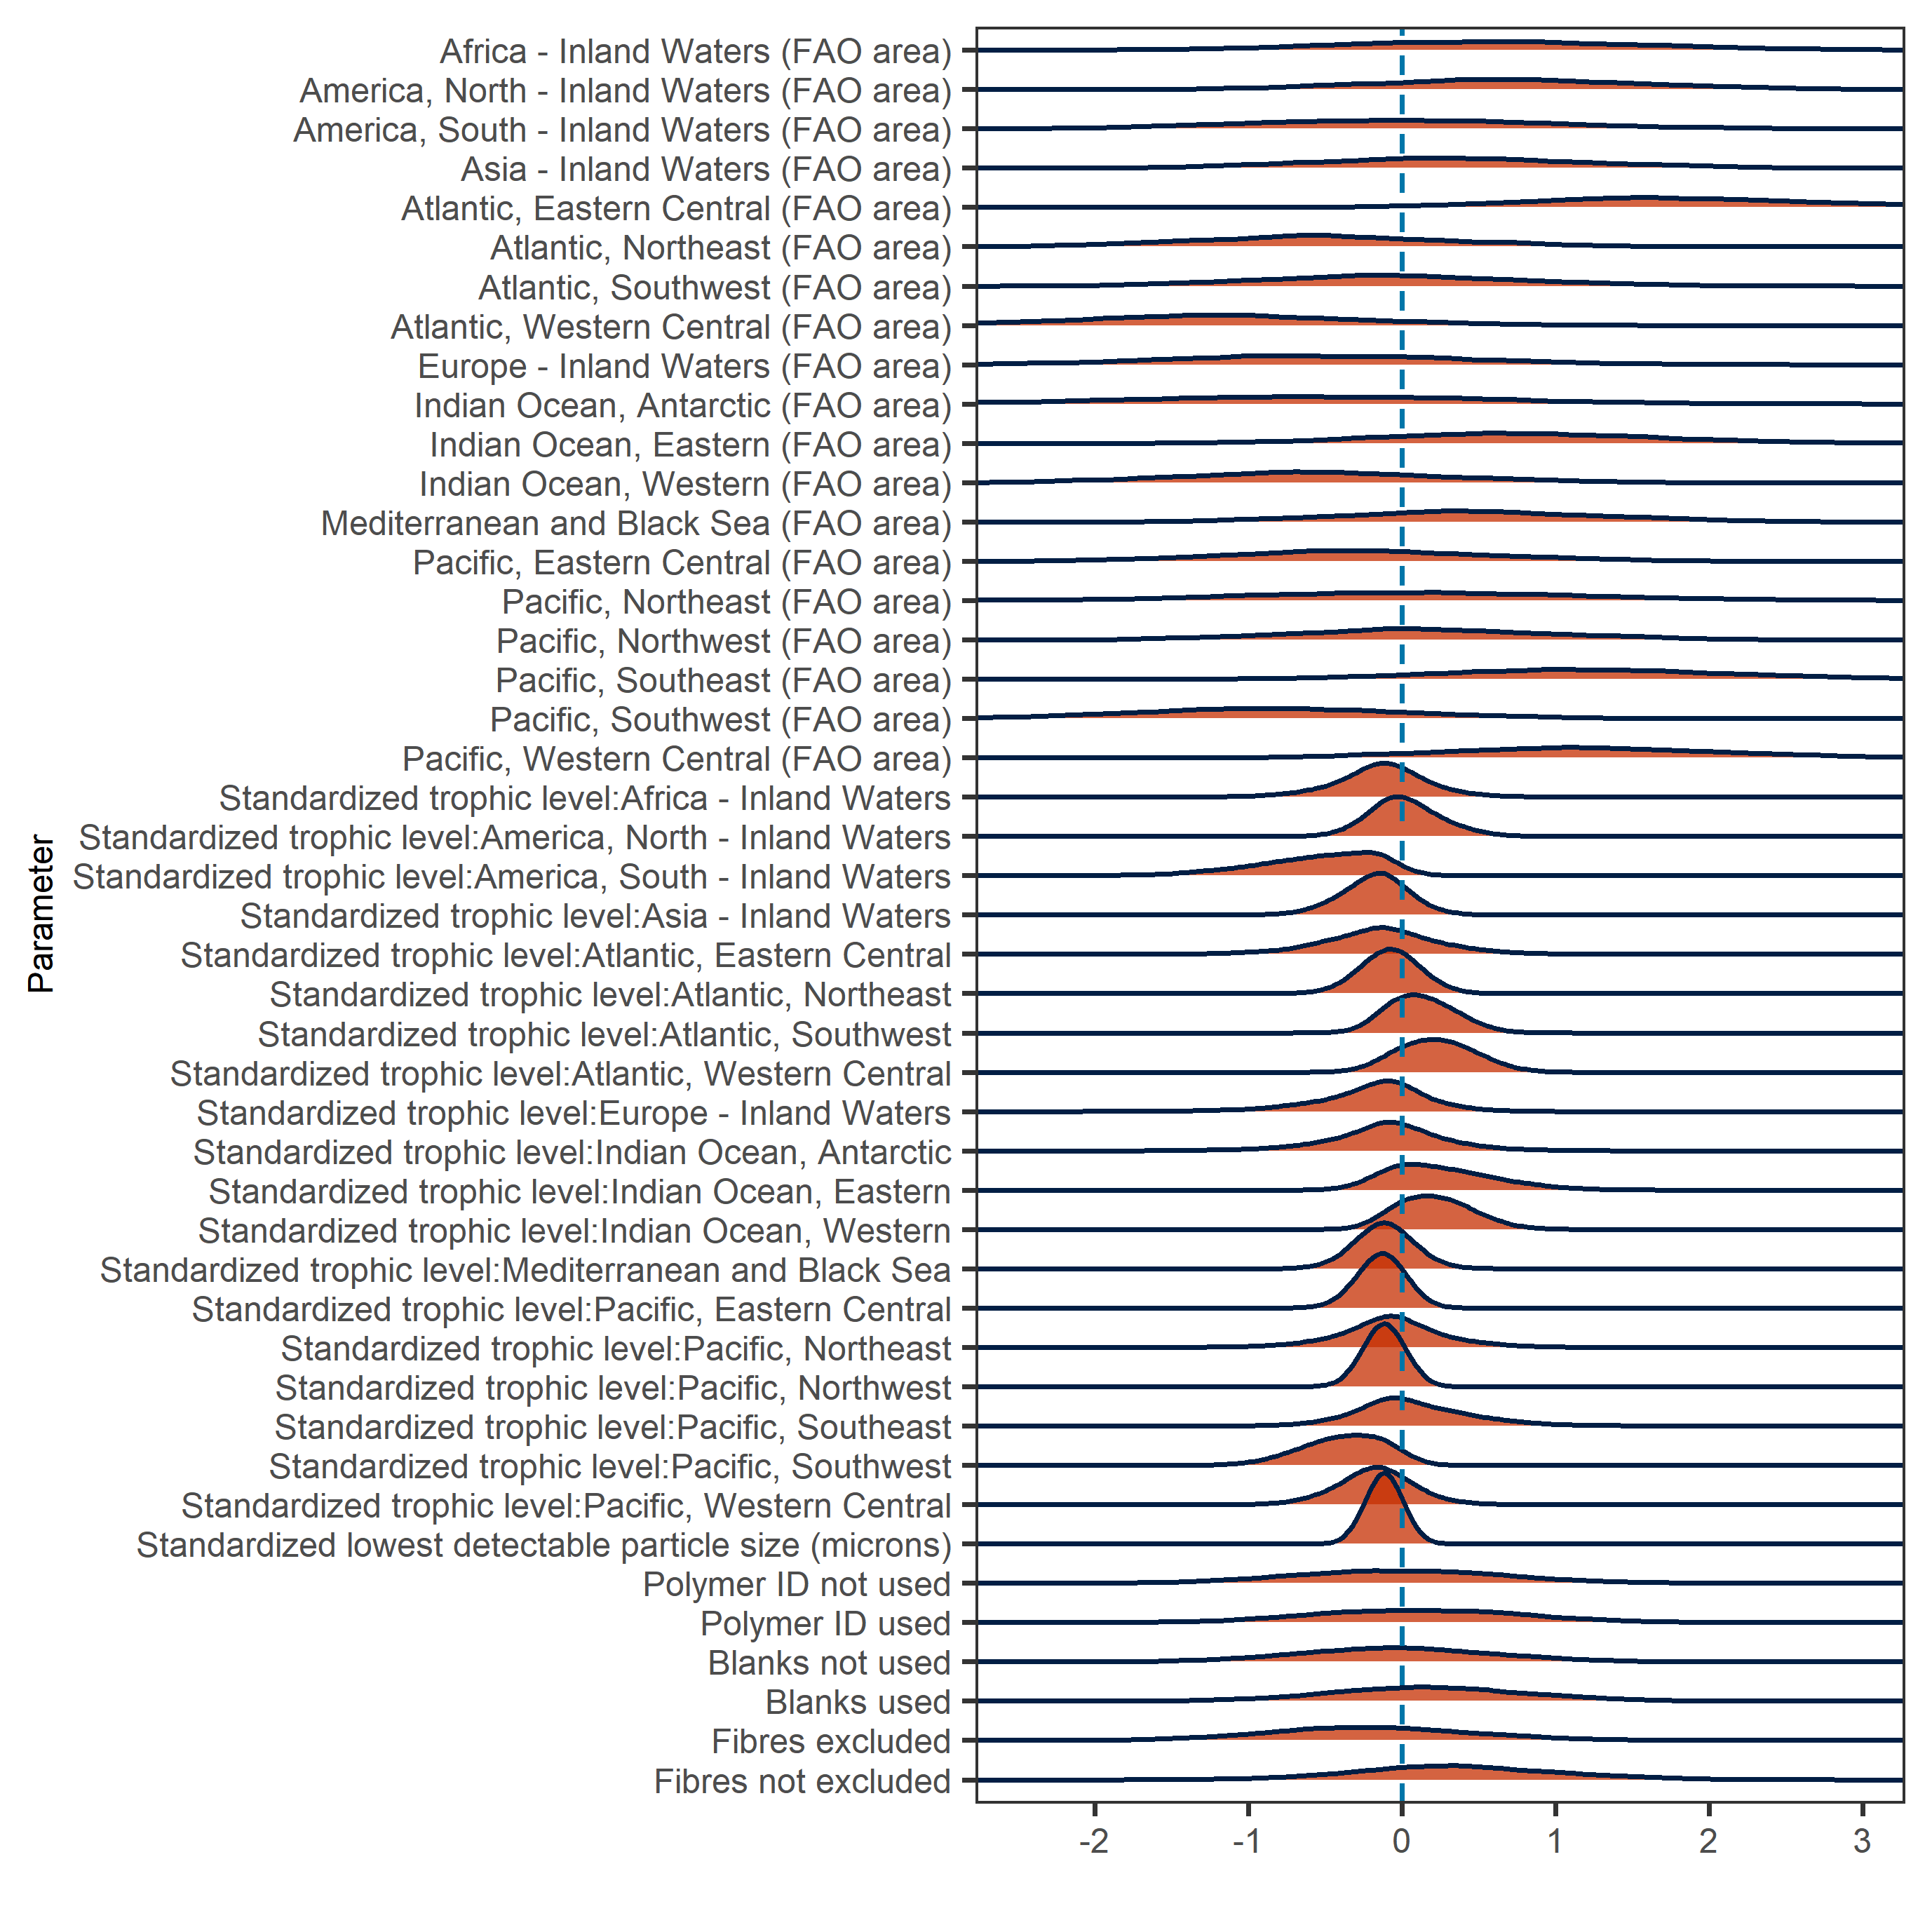 Africa - Inland Waters (FAO area)
America, North - Inland Waters (FAO area)
America, South - Inland Waters (FAO area)
Asia - Inland Waters (FAO area)
Atlantic, Eastern Central (FAO area)
Atlantic, Northeast (FAO area)
Atlantic, Southwest (FAO area)
Atlantic, Western Central (FAO area)
Europe - Inland Waters (FAO area)
Indian Ocean, Antarctic (FAO area)
Indian Ocean, Eastern (FAO area)
Indian Ocean, Western (FAO area)
Mediterranean and Black Sea (FAO area)
Pacific, Eastern Central (FAO area)
Pacific, Northeast (FAO area)
Pacific, Northwest (FAO area)
Pacific, Southeast (FAO area)
Pacific, Southwest (FAO area)
Pacific, Western Central (FAO area)
Standardized trophic level:Africa - Inland Waters
Standardized trophic level:America, North - Inland Waters
Standardized trophic level:America, South - Inland Waters
Standardized trophic level:Asia - Inland Waters
Standardized trophic level:Atlantic, Eastern Central
Standardized trophic level:Atlantic, Northeast
Standardized trophic level:Atlantic, Southwest
Standardized trophic level:Atlantic, Western Central
Standardized trophic level:Europe - Inland Waters
Standardized trophic level:Indian Ocean, Antarctic
Standardized trophic level:Indian Ocean, Eastern
Standardized trophic level:Indian Ocean, Western
Standardized trophic level:Mediterranean and Black Sea
Standardized trophic level:Pacific, Eastern Central
Standardized trophic level:Pacific, Northeast
Standardized trophic level:Pacific, Northwest
Standardized trophic level:Pacific, Southeast
Standardized trophic level:Pacific, Southwest
Standardized trophic level:Pacific, Western Central
Standardized lowest detectable particle size (microns)
Polymer ID not used
Polymer ID used
Blanks not used
Blanks used
Fibres excluded
Fibres not excluded
Parameter
-2 -1 0 1 2 3